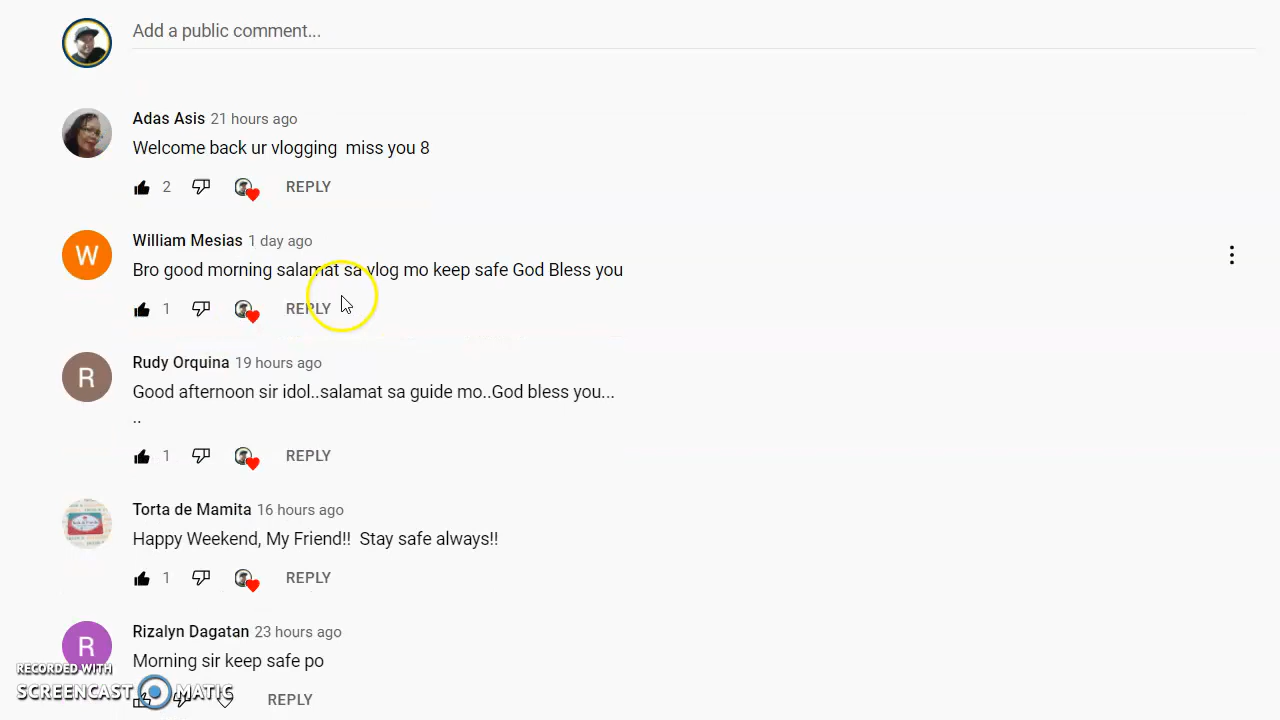 Add a public comment...
Adas Asis 21 hours ago
Welcome back ur vlogging  miss you 8
2 REPLY
W
William Mesias 1 day ago
Bro good morning salamat sa vlog mo keep safe God Bless you
1 REPLY
R
Rudy Orquina 19 hours ago
Good afternoon sir idol..salamat sa guide mo..God bless you...
..
1 REPLY
Torta de Mamita 16 hours ago
Happy Weekend, My Friend!!  Stay safe always!!
1 REPLY
R
Rizalyn Dagatan 23 hours ago
Morning sir keep safe po
REPLY
RECORDED WITH
SCREENCAST MATIC